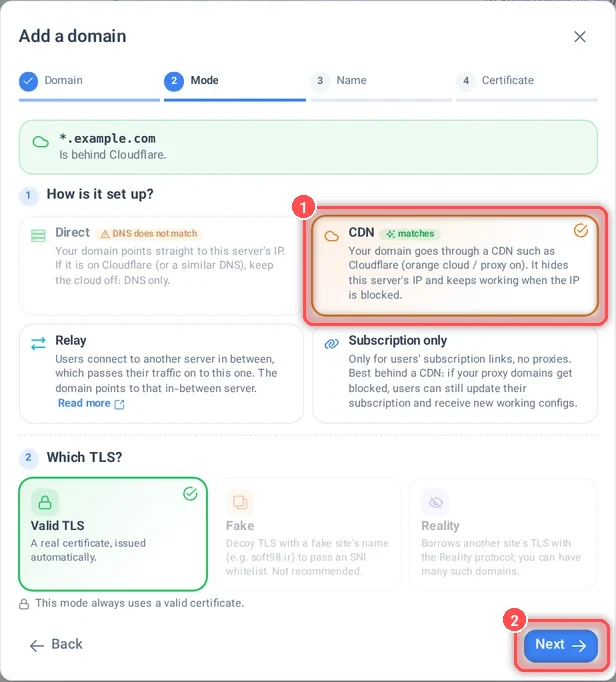 Add a domain
Domain
2 Mode
3 Name
4 Certificate
*.example.com
Is behind Cloudflare.
1 How is it set up?
1
Direct DNS does not match
Your domain points straight to this server's IP.
If it is on Cloudflare (or a similar DNS), keep
the cloud off: DNS only.
CDN matches
Your domain goes through a CDN such as
Cloudflare (orange cloud / proxy on). It hides
this server's IP and keeps working when the IP
is blocked.
Relay
Users connect to another server in between,
which passes their traffic on to this one. The
domain points to that in-between server.
Read more
Subscription only
Only for users' subscription links, no proxies.
Best behind a CDN: if your proxy domains get
blocked, users can still update their
subscription and receive new working configs.
2 Which TLS?
Valid TLS
A real certificate, issued
automatically.
Fake
Decoy TLS with a fake site's name
(e.g. soft98.ir) to pass an SNI
whitelist. Not recommended.
Reality
Borrows another site's TLS with
the Reality protocol; you can have
many such domains.
This mode always uses a valid certificate.
2
Back
Next